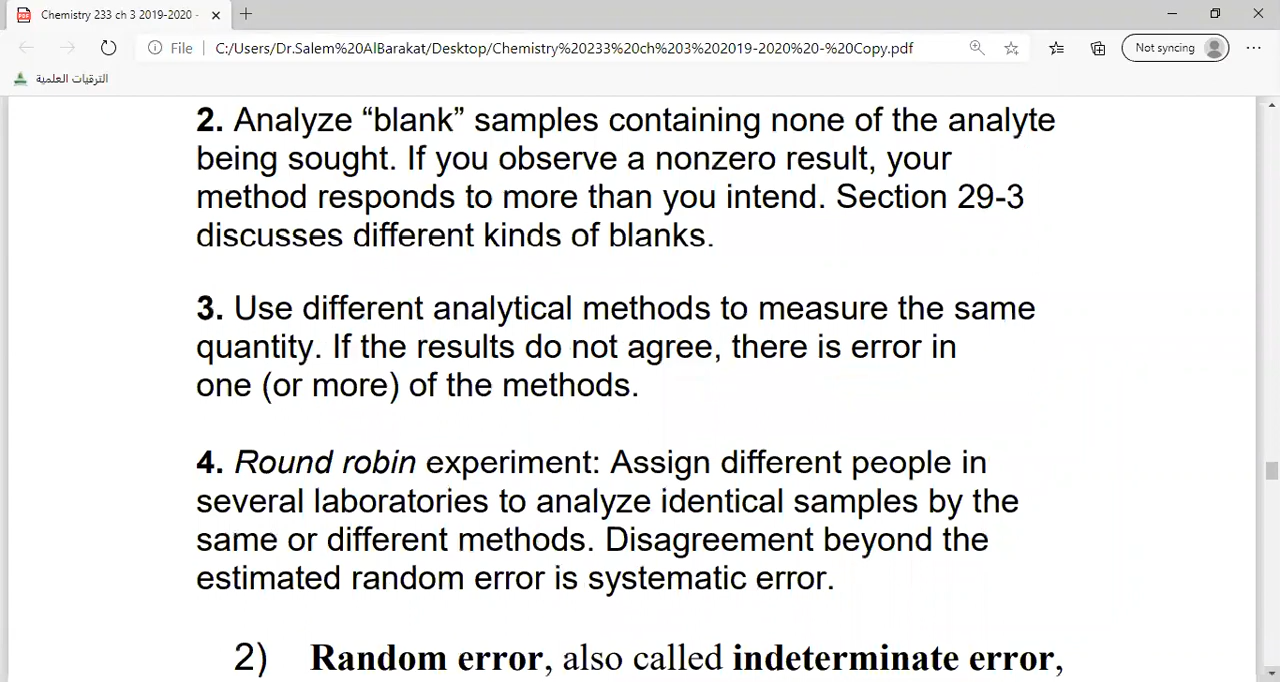 Chemistry 233 ch 3 2019-2020 -
File
C:/Users/Dr.Salem%20AlBarakat/Desktop/Chemistry%20233%20ch%203%202019-2020%20-%20Copy.pdf
Not syncing
الترقيات العلمية
2. Analyze “blank” samples containing none of the analyte
being sought. If you observe a nonzero result, your
method responds to more than you intend. Section 29-3
discusses different kinds of blanks.
3. Use different analytical methods to measure the same
quantity. If the results do not agree, there is error in
one (or more) of the methods.
4. Round robin experiment: Assign different people in
several laboratories to analyze identical samples by the
same or different methods. Disagreement beyond the
estimated random error is systematic error.
2) Random error, also called indeterminate error,